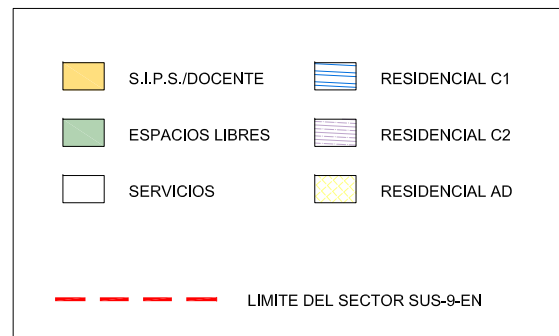 S.I.P.S./DOCENTE
RESIDENCIAL C1
ESPACIOS LIBRES
RESIDENCIAL C2
SERVICIOS
RESIDENCIAL AD
LIMITE DEL SECTOR SUS-9-EN